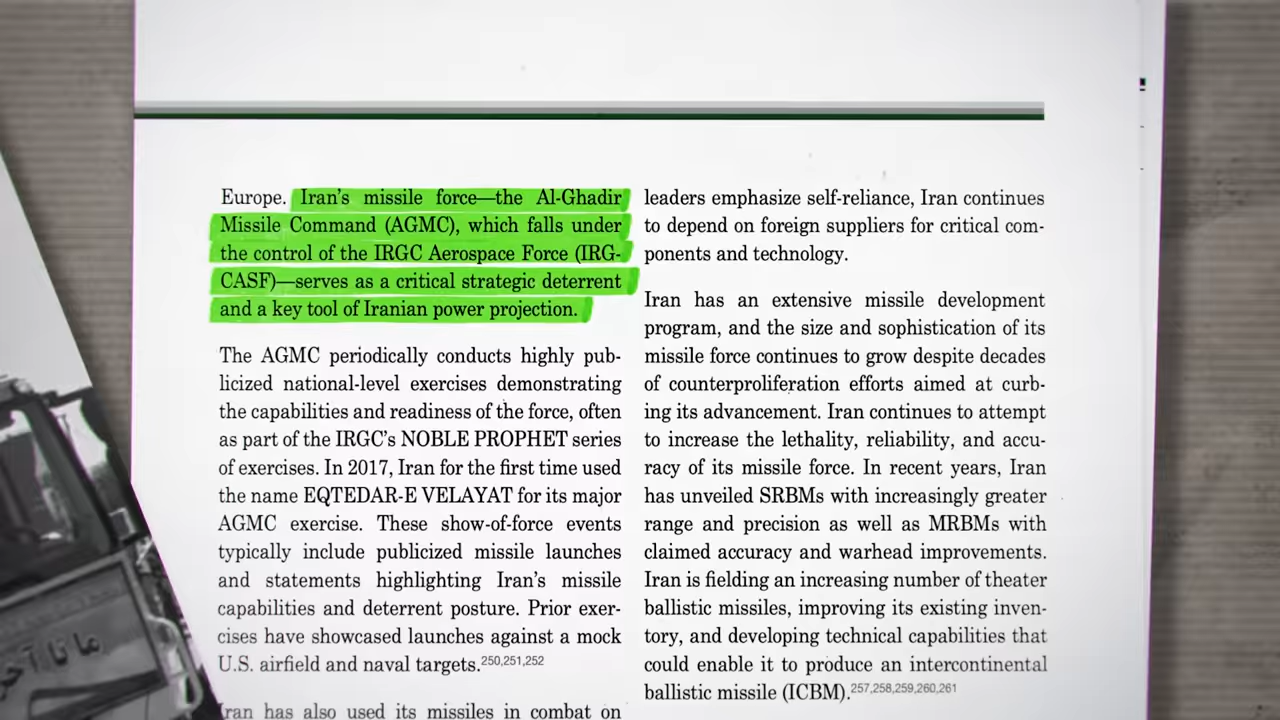 Europe. Iran's missile force—the Al-Ghadir
Missile Command (AGMC), which falls under
the control of the IRGC Aerospace Force (IRG-
CASF)—serves as a critical strategic deterrent
and a key tool of Iranian power projection.
The AGMC periodically conducts highly pub-
licized national-level exercises demonstrating
the capabilities and readiness of the force, often
as part of the IRGC's NOBLE PROPHET series
of exercises. In 2017, Iran for the first time used
the name EQTEDAR-E VELAYAT for its major
AGMC exercise. These show-of-force events
typically include publicized missile launches
and statements highlighting Iran's missile
capabilities and deterrent posture. Prior exer-
cises have showcased launches against a mock
U.S. airfield and naval targets.250,251,252
Iran has also used its missiles in combat on
leaders emphasize self-reliance, Iran continues
to depend on foreign suppliers for critical com-
ponents and technology.
Iran has an extensive missile development
program, and the size and sophistication of its
missile force continues to grow despite decades
of counterproliferation efforts aimed at curb-
ing its advancement. Iran continues to attempt
to increase the lethality, reliability, and accu-
racy of its missile force. In recent years, Iran
has unveiled SRBMs with increasingly greater
range and precision as well as MRBMs with
claimed accuracy and warhead improvements.
Iran is fielding an increasing number of theater
ballistic missiles, improving its existing inven-
tory, and developing technical capabilities that
could enable it to produce an intercontinental
ballistic missile (ICBM).257,258,259,260,261
ما تا آخر